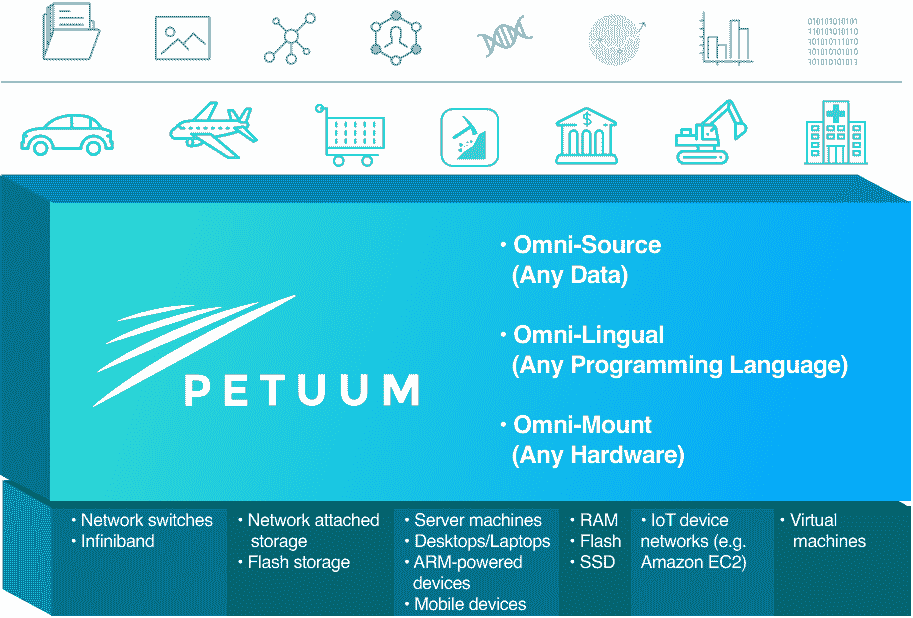 $
• Omni-Source
(Any Data)
• Omni-Lingual
(Any Programming Language)
• Omni-Mount
(Any Hardware)
PETUUM
• Network switches
• Infiniband
• Network attached
storage
• Flash storage
• Server machines
• Desktops/Laptops
• ARM-powered
devices
• Mobile devices
• RAM
• Flash
• SSD
• IoT device
networks (e.g.
Amazon EC2)
• Virtual
machines